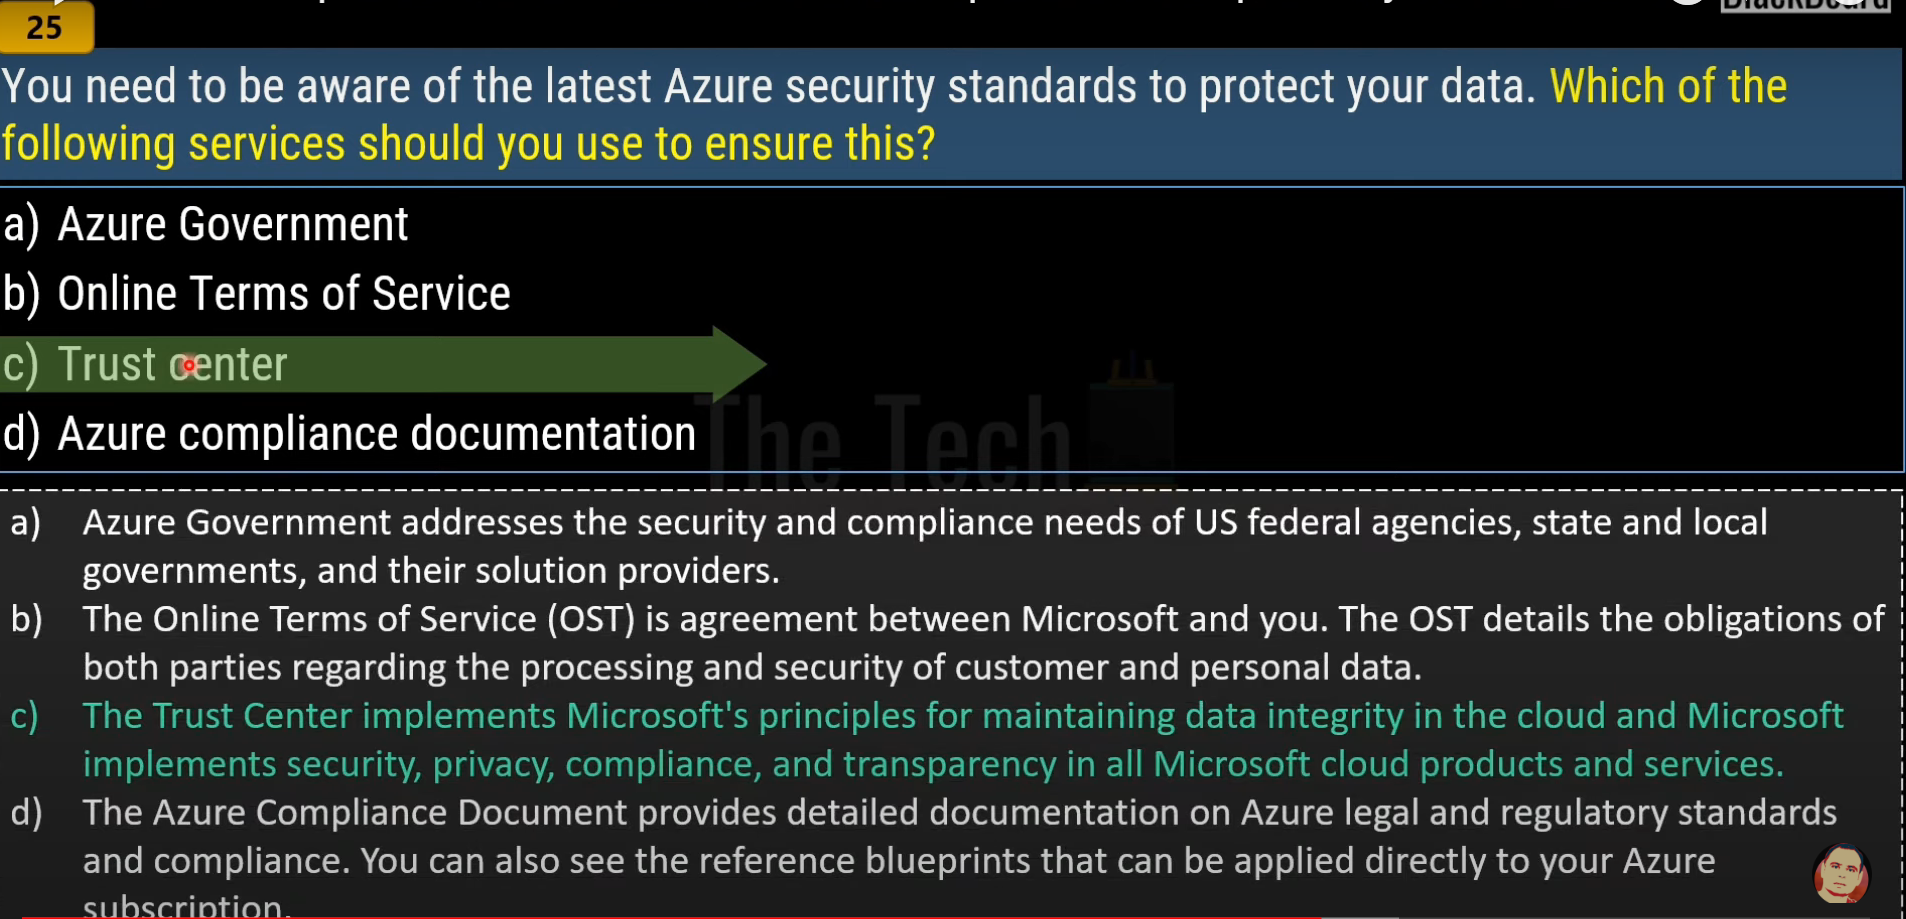 25
You need to be aware of the latest Azure security standards to protect your data. Which of the
following services should you use to ensure this?
a) Azure Government
b) Online Terms of Service
c) Trust center
d) Azure compliance documentation
The Tech
a) Azure Government addresses the security and compliance needs of US federal agencies, state and local
governments, and their solution providers.
b) The Online Terms of Service (OST) is agreement between Microsoft and you. The OST details the obligations of
both parties regarding the processing and security of customer and personal data.
c) The Trust Center implements Microsoft's principles for maintaining data integrity in the cloud and Microsoft
implements security, privacy, compliance, and transparency in all Microsoft cloud products and services.
d) The Azure Compliance Document provides detailed documentation on Azure legal and regulatory standards
and compliance. You can also see the reference blueprints that can be applied directly to your Azure
subscription.